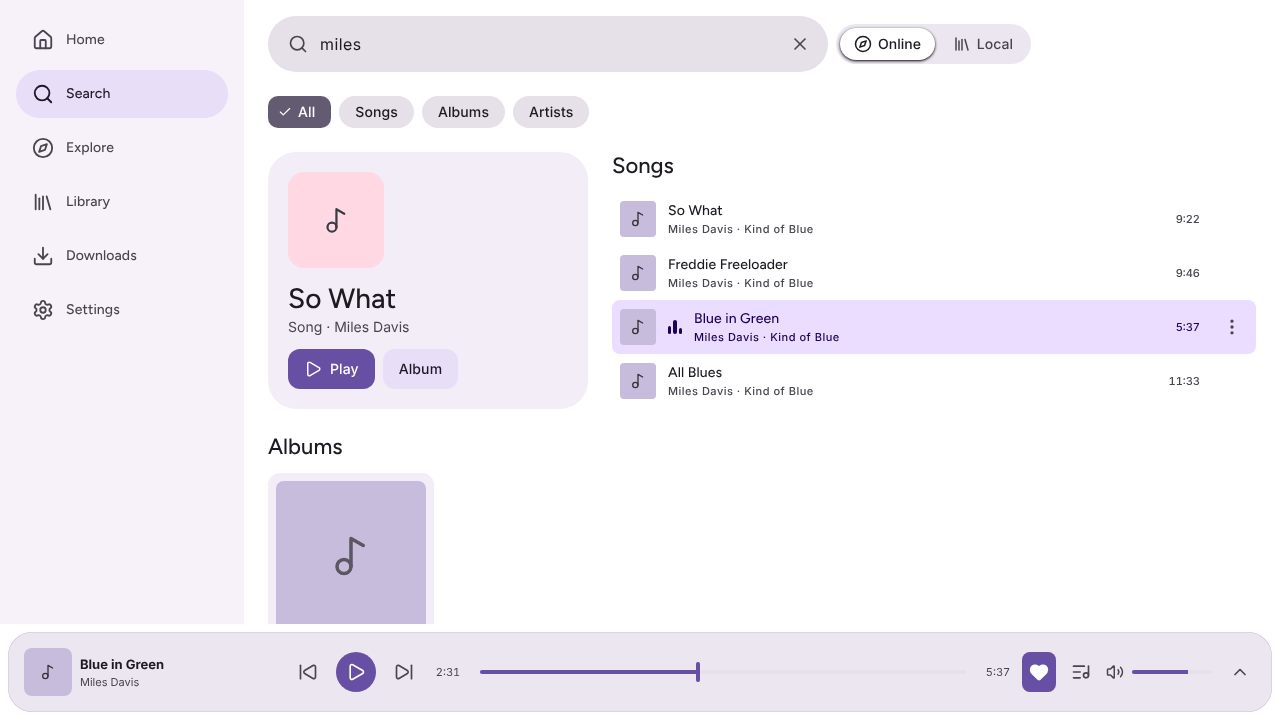 Home
Search
Explore
Library
Downloads
Settings
miles
Online
Local
All
Songs
Albums
Artists
So What
Song · Miles Davis
Play
Album
Songs
So What
Miles Davis · Kind of Blue
9:22
Freddie Freeloader
Miles Davis · Kind of Blue
9:46
Blue in Green
Miles Davis · Kind of Blue
5:37
All Blues
Miles Davis · Kind of Blue
11:33
Albums
Blue in Green
Miles Davis
2:31
5:37